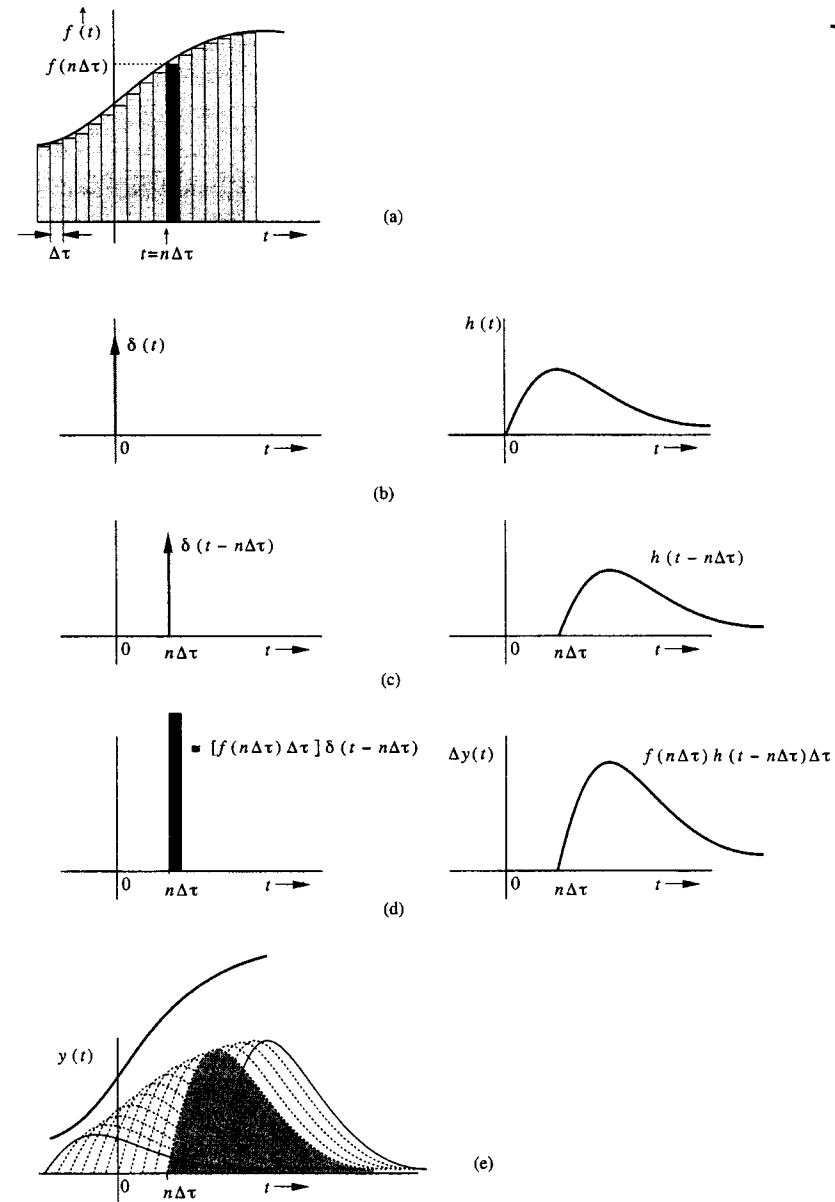 f(t)
f(nΔτ)
(a)
t
Δτ
t=nΔτ
δ(t)
h(t)
0
t
0
t
(b)
δ(t − nΔτ)
h(t − nΔτ)
0
nΔτ
t
nΔτ
t
0
(c)
= [f(nΔτ)Δτ]δ(t − nΔτ)
Δy(t)
f(nΔτ)h(t − nΔτ)Δτ
0
nΔτ
t
0
nΔτ
t
(d)
y(t)
(e)
0
nΔτ
t